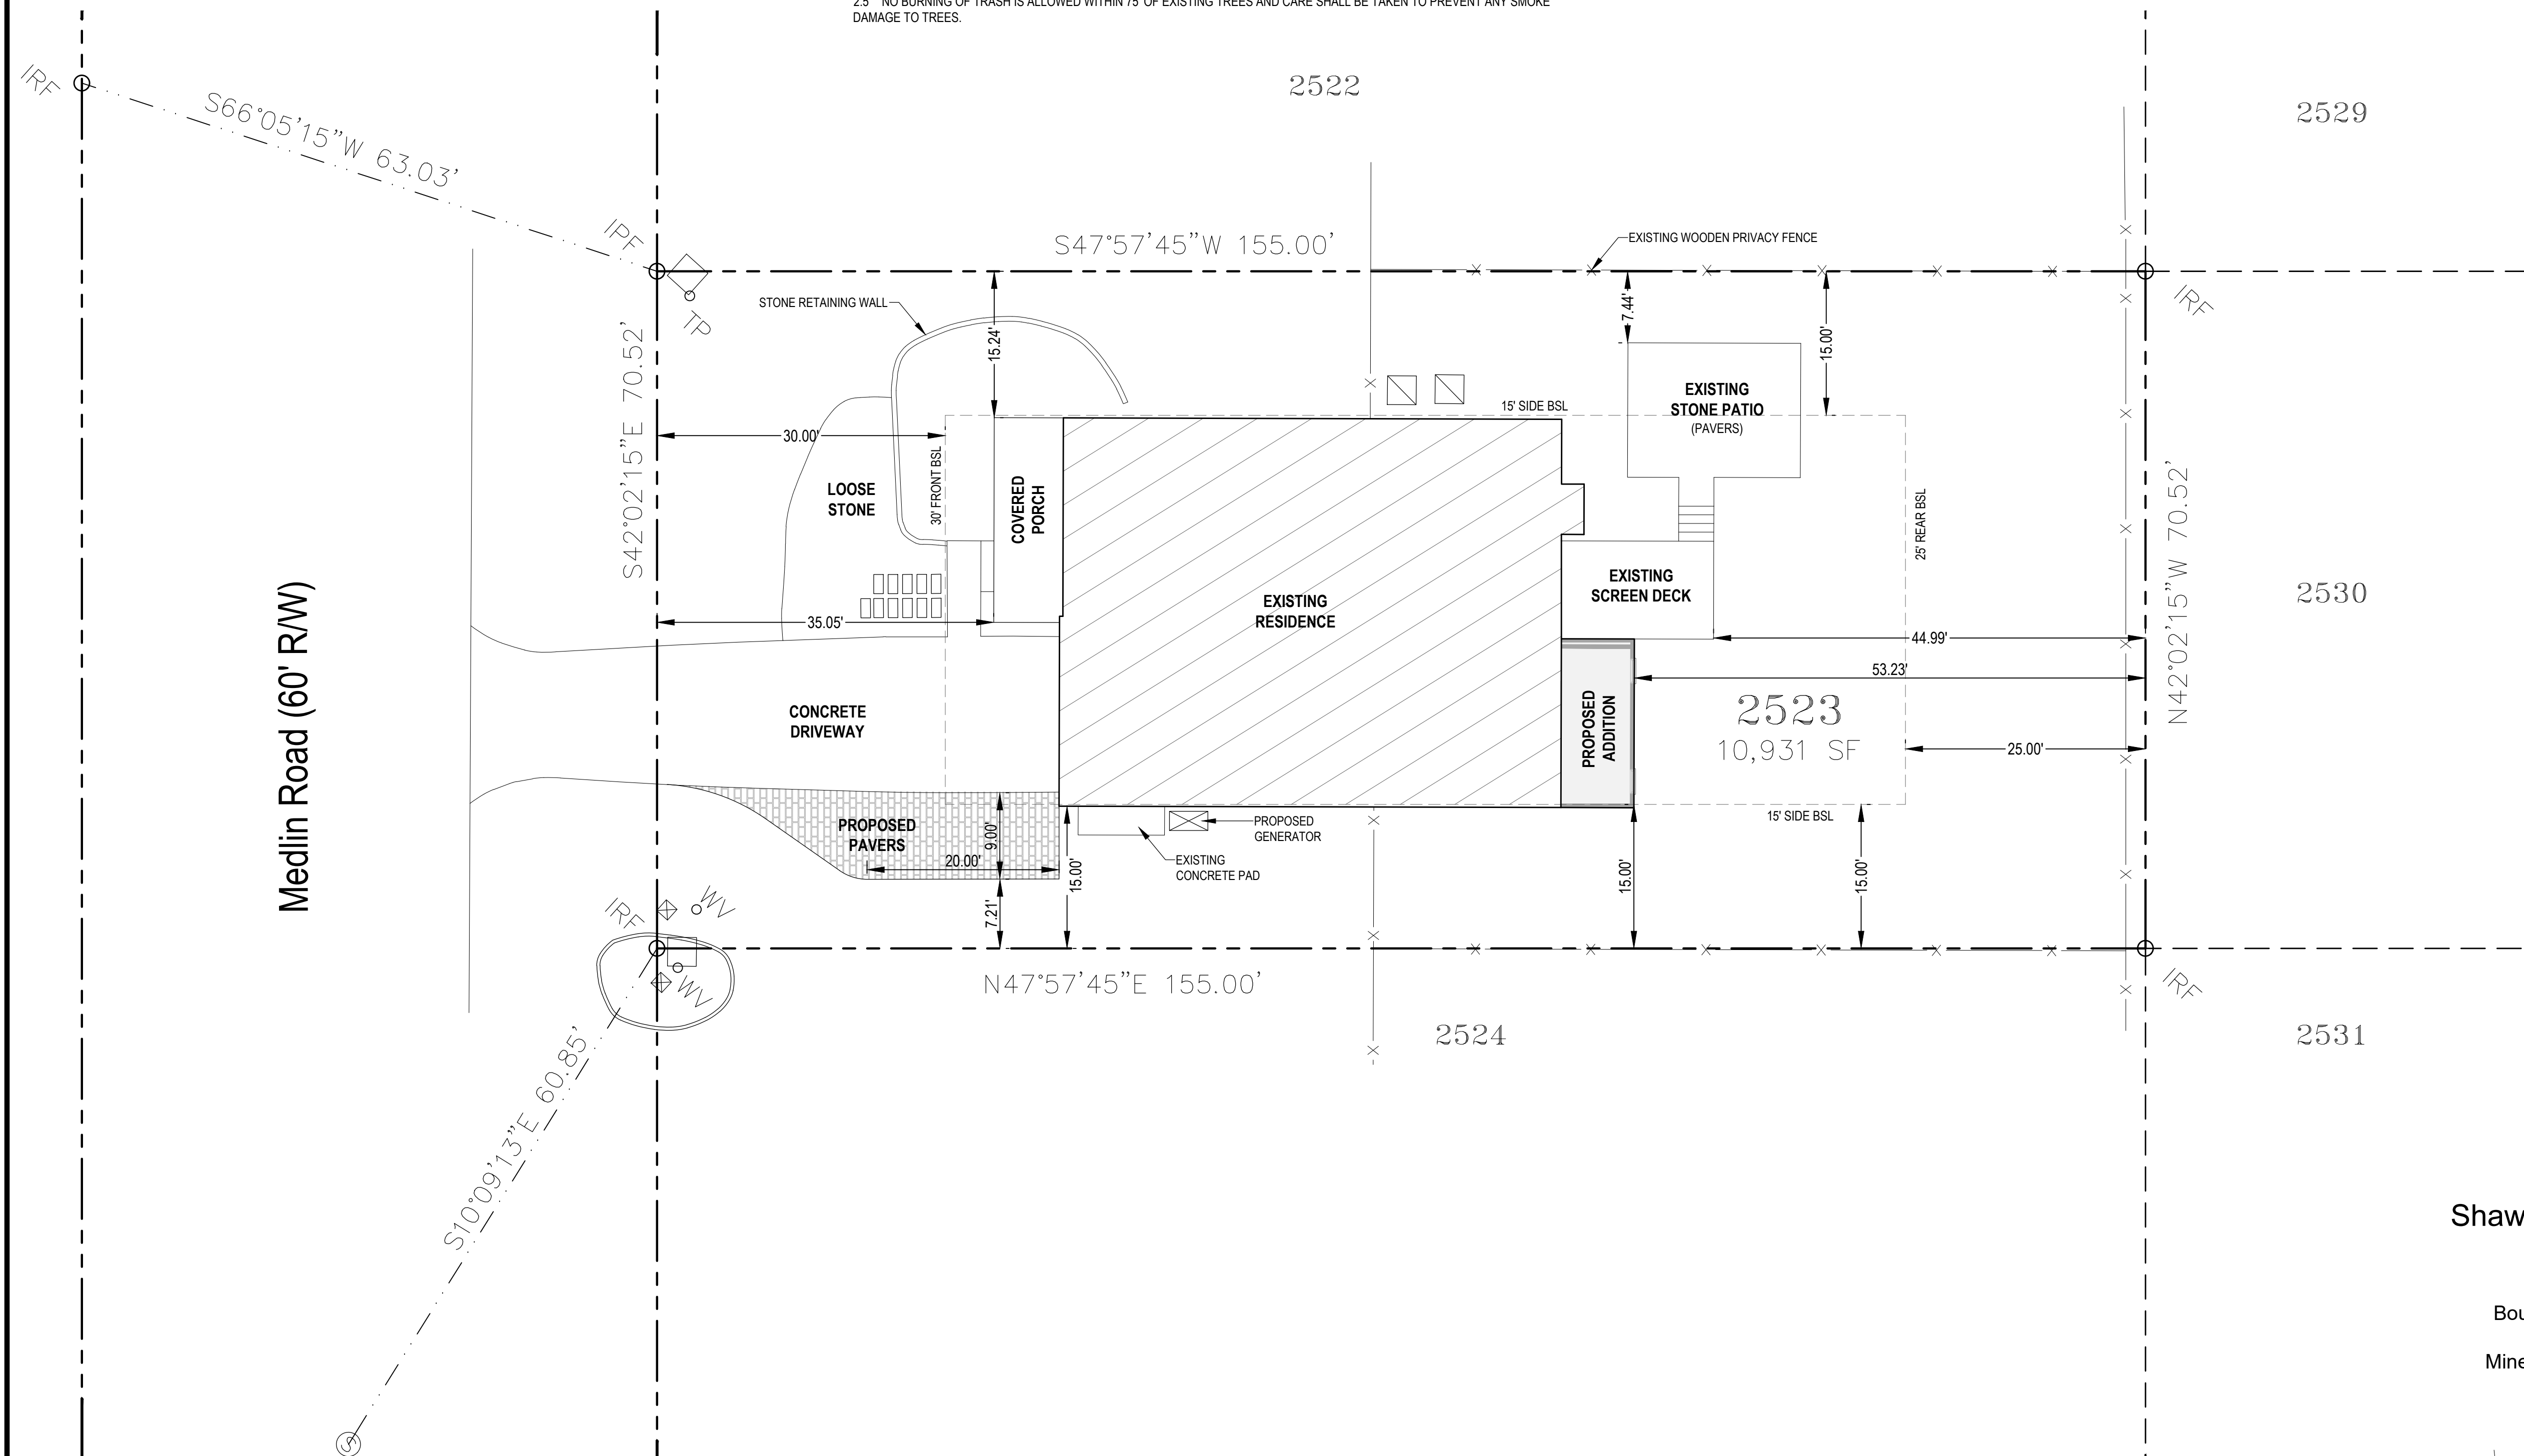 2.5 NO BURNING OF TRASH IS ALLOWED WITHIN 75' OF EXISTING TREES AND CARE SHALL BE TAKEN TO PREVENT ANY SMOKE
DAMAGE TO TREES.
2522
2529
IRF
S66°05'15"W 63.03'
IPF
TP
S47°57'45"W 155.00'
EXISTING WOODEN PRIVACY FENCE
IRF
STONE RETAINING WALL
15.24'
7.44'
15.00'
S42°02'15"E 70.52'
30.00'
30' FRONT BSL
15' SIDE BSL
EXISTING
STONE PATIO
(PAVERS)
LOOSE
STONE
COVERED
PORCH
25' REAR BSL
N42°02'15"W 70.52'
EXISTING
RESIDENCE
EXISTING
SCREEN DECK
2530
35.05'
44.99'
53.23'
Medlin Road (60' R/W)
CONCRETE
DRIVEWAY
PROPOSED
ADDITION
2523
10,931 SF
25.00'
PROPOSED
PAVERS
9.00'
20.00'
PROPOSED
GENERATOR
15' SIDE BSL
EXISTING
CONCRETE PAD
15.00'
15.00'
15.00'
7.21'
IRF
WV
WV
N47°57'45"E 155.00'
IRF
2524
2531
S10°09'13"E 60.85'
S
Shaw
Bou
Mine